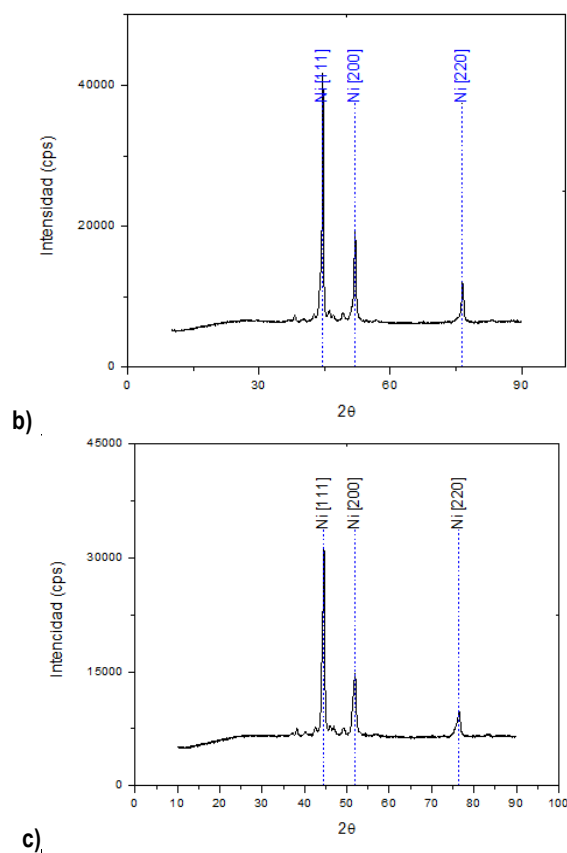 Intensidad (cps)
40000
20000
0
Ni [111]
Ni [200]
Ni [220]
0 30 60 90
2θ
b)
Intencidad (cps)
45000
30000
15000
0
Ni [111]
Ni [200]
Ni [220]
0 10 20 30 40 50 60 70 80 90 100
2θ
c)